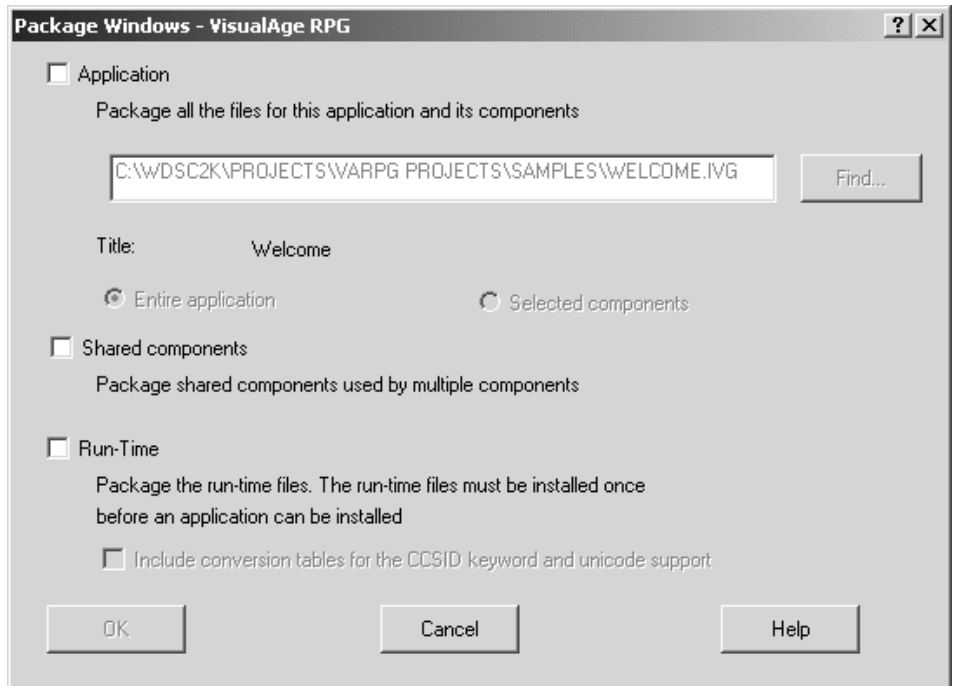 Package Windows - VisualAge RPG
Application
Package all the files for this application and its components
C:\WDSC2K\PROJECTS\VARPG PROJECTS\SAMPLES\WELCOME.IVG
Find...
Title: Welcome
Entire application Selected components
Shared components
Package shared components used by multiple components
Run-Time
Package the run-time files. The run-time files must be installed once
before an application can be installed
Include conversion tables for the CCSID keyword and unicode support
OK Cancel Help